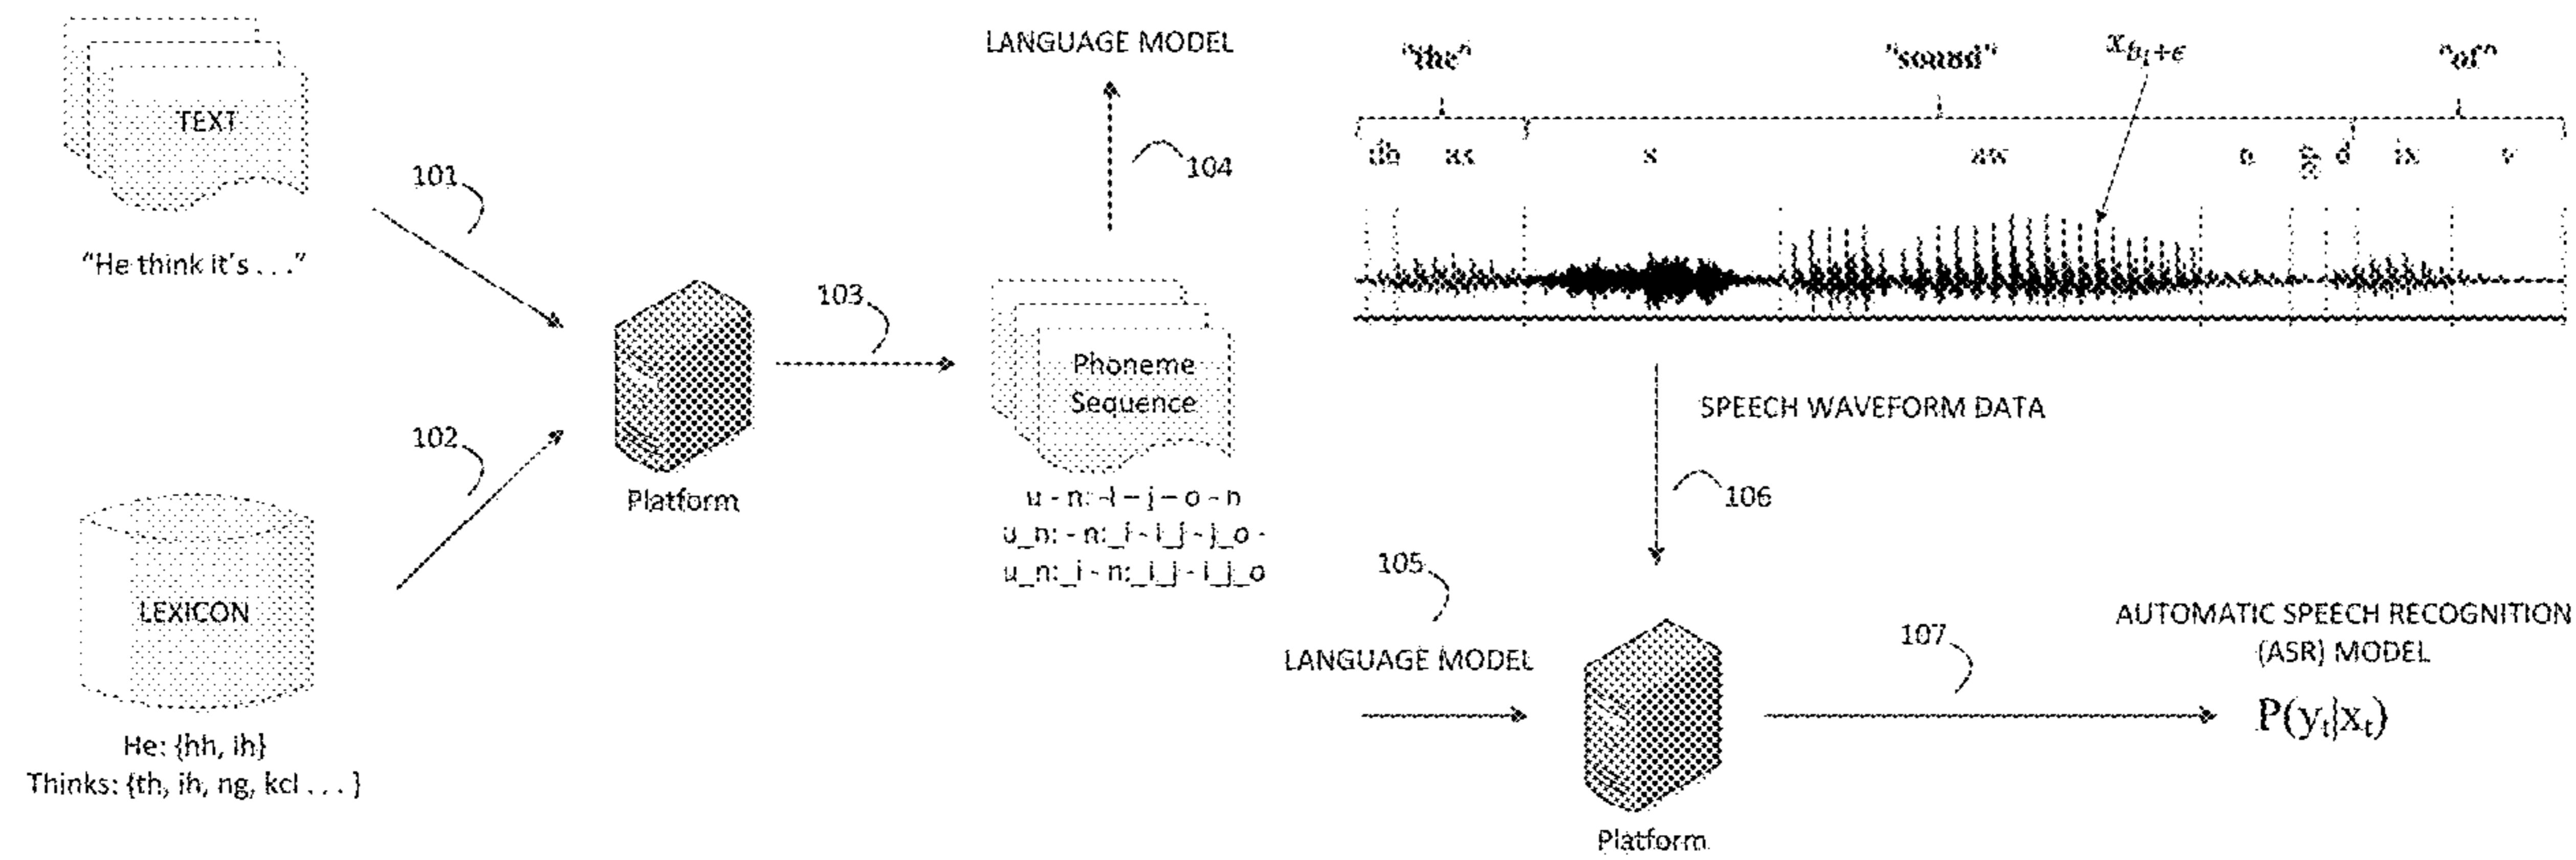 TEXT
"He think it's . . ."
101
102
LEXICON
He: {hh, ih}
Thinks: {th, ih, ng, kcl . . . }
Platform
103
LANGUAGE MODEL
104
Phoneme
Sequence
u - n: -i – j – o - n
u_n: - n:_i - i_j - j_o -
u_n:_i - n:_i_j - i_j_o
"the" "sound" "of"
dh s aw n d ix v
SPEECH WAVEFORM DATA
106
105
LANGUAGE MODEL
Platform
107
AUTOMATIC SPEECH RECOGNITION
(ASR) MODEL
P(yₜ|xₜ)